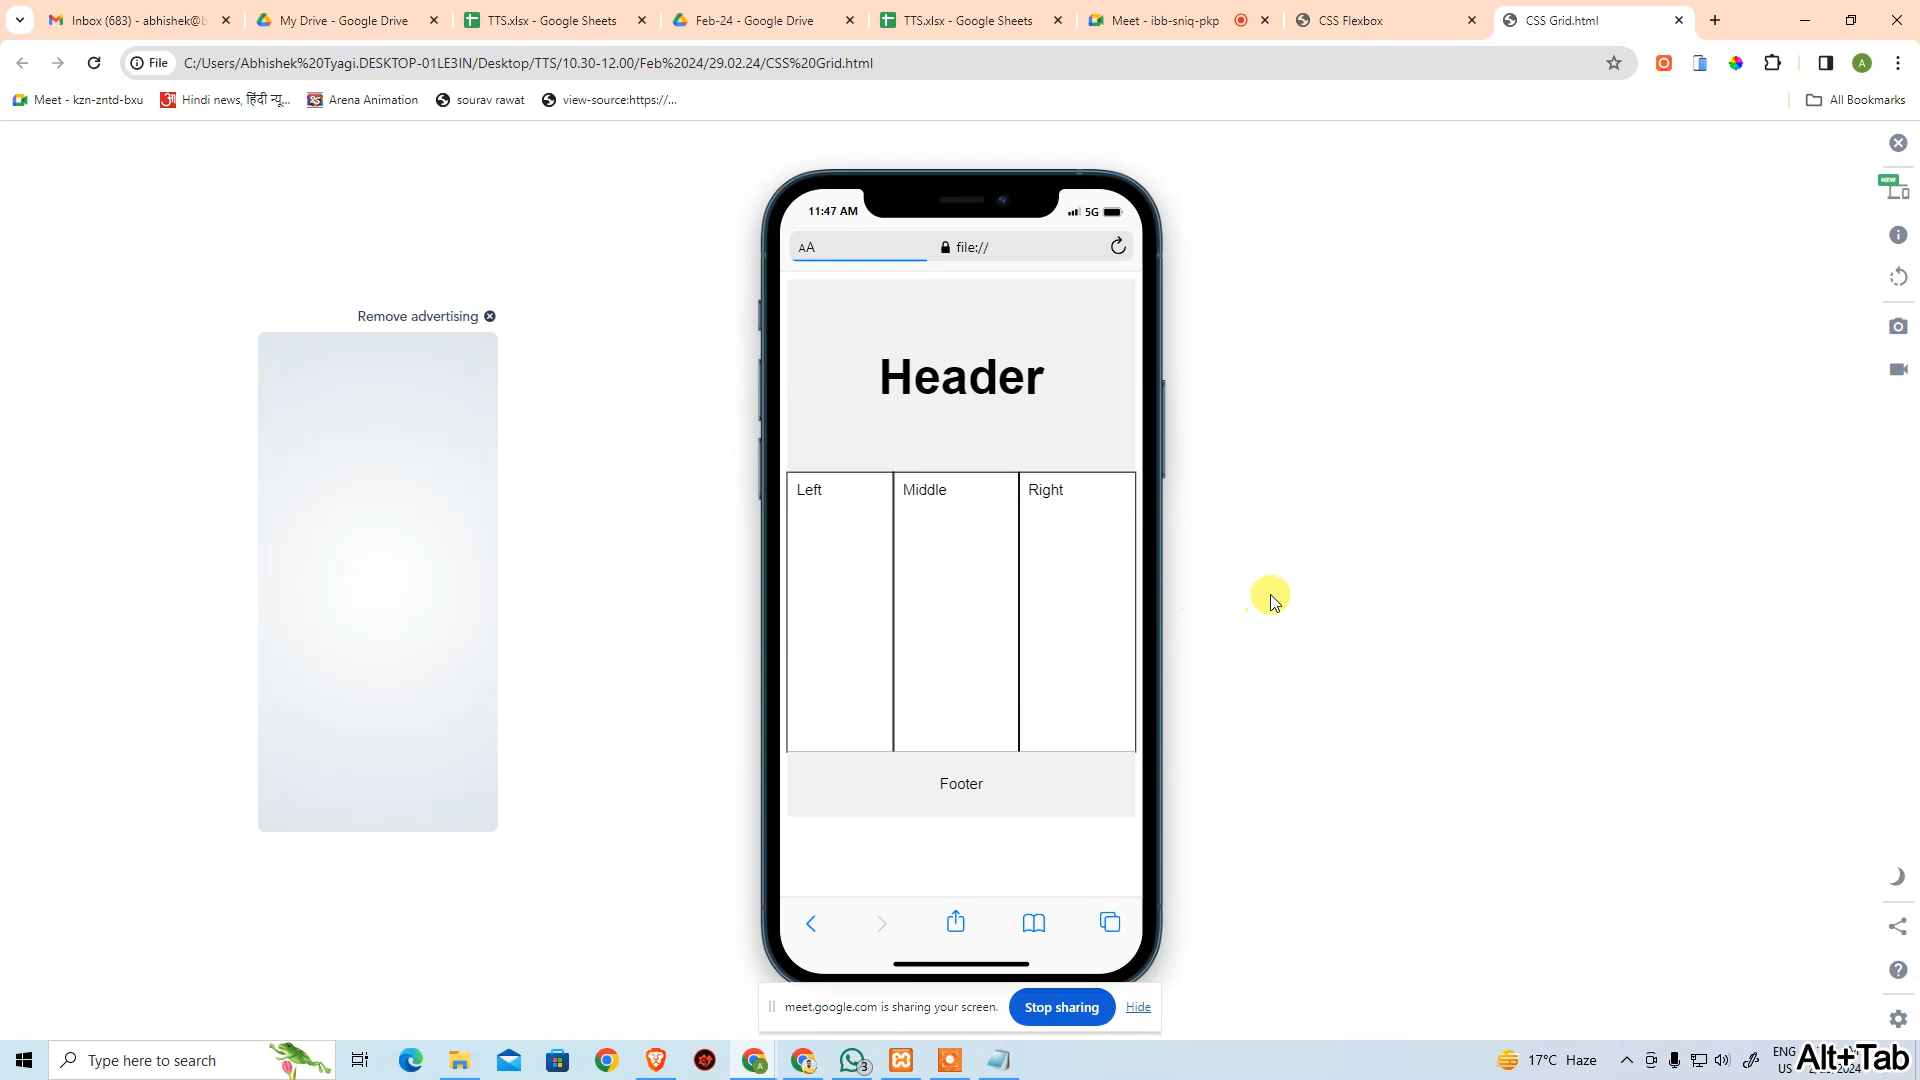 Inbox (683) - abhishek@b
My Drive - Google Drive
TTS.xlsx - Google Sheets
Feb-24 - Google Drive
TTS.xlsx - Google Sheets
Meet - ibb-sniq-pkp
CSS Flexbox
CSS Grid.html
File
C:/Users/Abhishek%20Tyagi.DESKTOP-01LE3IN/Desktop/TTS/10.30-12.00/Feb%2024/29.02.24/CSS%20Grid.html
A
Meet - kzn-zntd-bxu
Hindi news, हिंदी न्यू...
Arena Animation
sourav rawat
view-source:https://...
All Bookmarks
NEW
11:47 AM
5G
AA
file://
Remove advertising
Header
Left
Middle
Right
Footer
meet.google.com is sharing your screen.
Stop sharing
Hide
Type here to search
A
3
17°C Haze
ENG
US
Alt+Tab